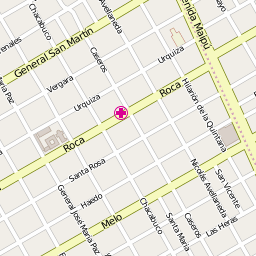 Chacabuco
Avellaneda
Avenida Maipú
General San Martín
Caseros
Urquiza
Vergara
Urquiza
Roca
Hilarión de la Quintana
Roca
Santa Rosa
Nicolás Avellaneda
San Vicente
Haedo
General José María Paz
Melo
Chacabuco
Santa María
Caseros
Las Heras